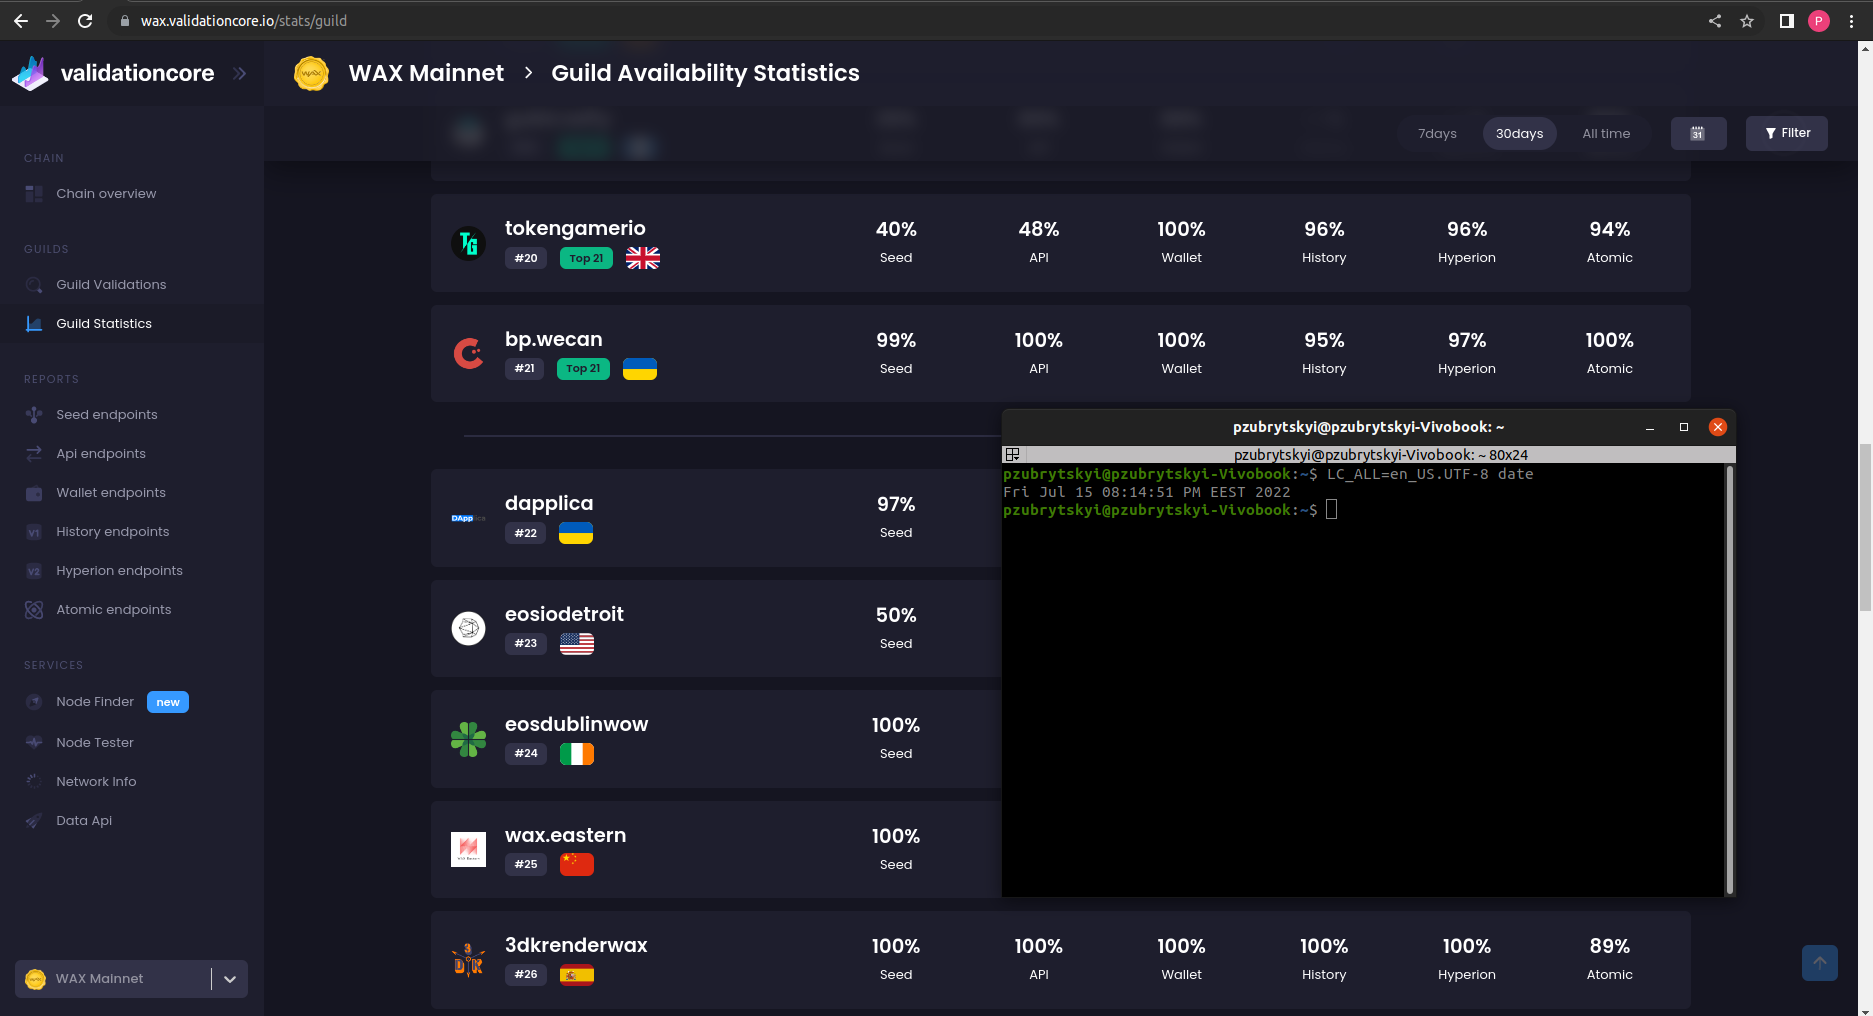 wax.validationcore.io/stats/guild
P
validationcore
WAX Mainnet > Guild Availability Statistics
7days 30days All time 31 Filter
CHAIN
Chain overview
GUILDS
Guild Validations
Guild Statistics
REPORTS
Seed endpoints
Api endpoints
Wallet endpoints
V1 History endpoints
V2 Hyperion endpoints
Atomic endpoints
SERVICES
Node Finder new
Node Tester
Network Info
Data Api
WAX Mainnet
TG tokengamerio 40% 48% 100% 96% 96% 94%
#20 Top 21 Seed API Wallet History Hyperion Atomic
bp.wecan 99% 100% 100% 95% 97% 100%
#21 Top 21 Seed API Wallet History Hyperion Atomic
dapplica 97%
#22 Seed
eosiodetroit 50%
#23 Seed
eosdublinwow 100%
#24 Seed
wax.eastern 100%
#25 Seed
3dkrenderwax 100% 100% 100% 100% 100% 89%
#26 Seed API Wallet History Hyperion Atomic
pzubrytskyi@pzubrytskyi-Vivobook: ~
pzubrytskyi@pzubrytskyi-Vivobook: ~ 80x24
pzubrytskyi@pzubrytskyi-Vivobook:~$ LC_ALL=en_US.UTF-8 date
Fri Jul 15 08:14:51 PM EEST 2022
pzubrytskyi@pzubrytskyi-Vivobook:~$